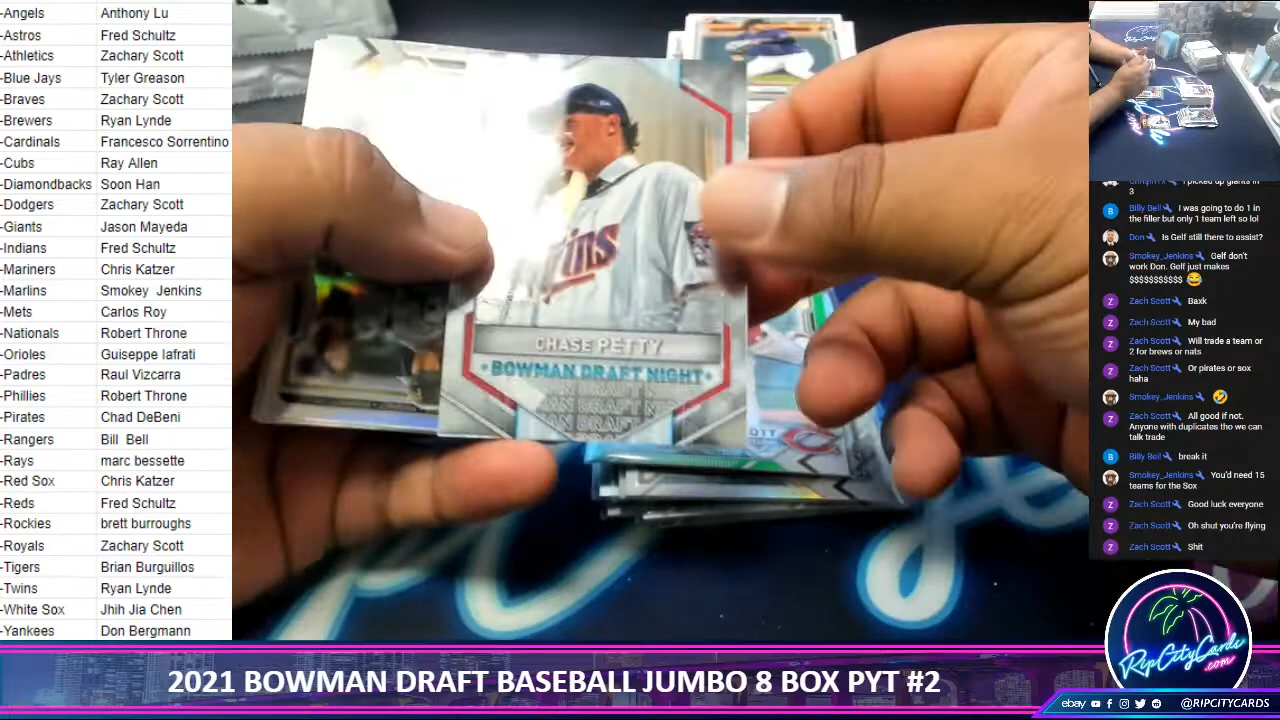 -Angels Anthony Lu
-Astros Fred Schultz
-Athletics Zachary Scott
-Blue Jays Tyler Greason
-Braves Zachary Scott
-Brewers Ryan Lynde
-Cardinals Francesco Sorrentino
-Cubs Ray Allen
-Diamondbacks Soon Han
-Dodgers Zachary Scott
-Giants Jason Mayeda
-Indians Fred Schultz
-Mariners Chris Katzer
-Marlins Smokey Jenkins
-Mets Carlos Roy
-Nationals Robert Throne
-Orioles Guiseppe Iafrati
-Padres Raul Vizcarra
-Phillies Robert Throne
-Pirates Chad DeBeni
-Rangers Bill Bell
-Rays marc bessette
-Red Sox Chris Katzer
-Reds Fred Schultz
-Rockies brett burroughs
-Royals Zachary Scott
-Tigers Brian Burguillos
-Twins Ryan Lynde
-White Sox Jhih Jia Chen
-Yankees Don Bergmann
CHASE PETTY
•BOWMAN DRAFT NIGHT•
I picked up giants in
3
Billy Bell I was going to do 1 in
the filler but only 1 team left so lol
Don Is Gelf still there to assist?
Smokey_Jenkins Gelf don't
work Don. Gelf just makes
$$$$$$$$$$$ 😂
Zach Scott Baxk
Zach Scott My bad
Zach Scott Will trade a team or
2 for brews or nats
Zach Scott Or pirates or sox
haha
Smokey_Jenkins 🤣
Zach Scott All good if not.
Anyone with duplicates tho we can
talk trade
Billy Bell break it
Smokey_Jenkins You'd need 15
teams for the Sox
Zach Scott Good luck everyone
Zach Scott Oh shut you're flying
Zach Scott Shit
RipCityCards
.com
2021 BOWMAN DRAFT BASEBALL JUMBO 8 BOX PYT #2
ebay @RIPCITYCARDS